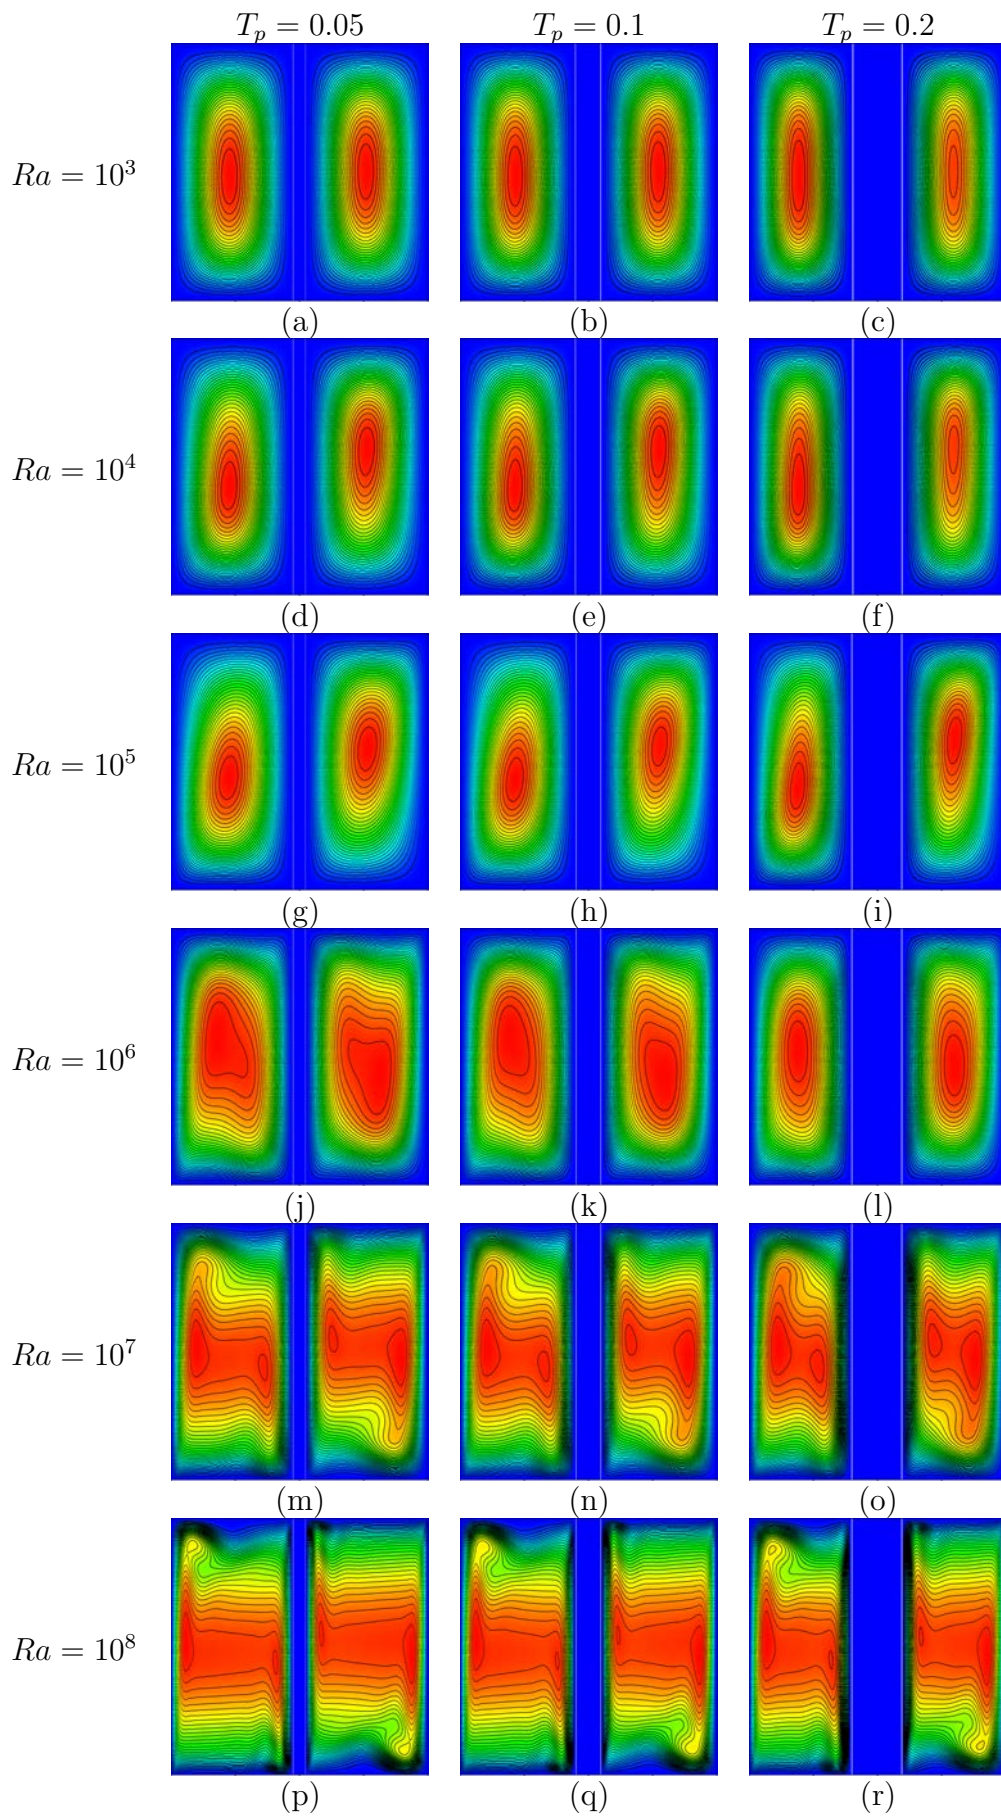 T_p = 0.05 T_p = 0.1 T_p = 0.2
Ra = 10^3
(a) (b) (c)
Ra = 10^4
(d) (e) (f)
Ra = 10^5
(g) (h) (i)
Ra = 10^6
(j) (k) (l)
Ra = 10^7
(m) (n) (o)
Ra = 10^8
(p) (q) (r)